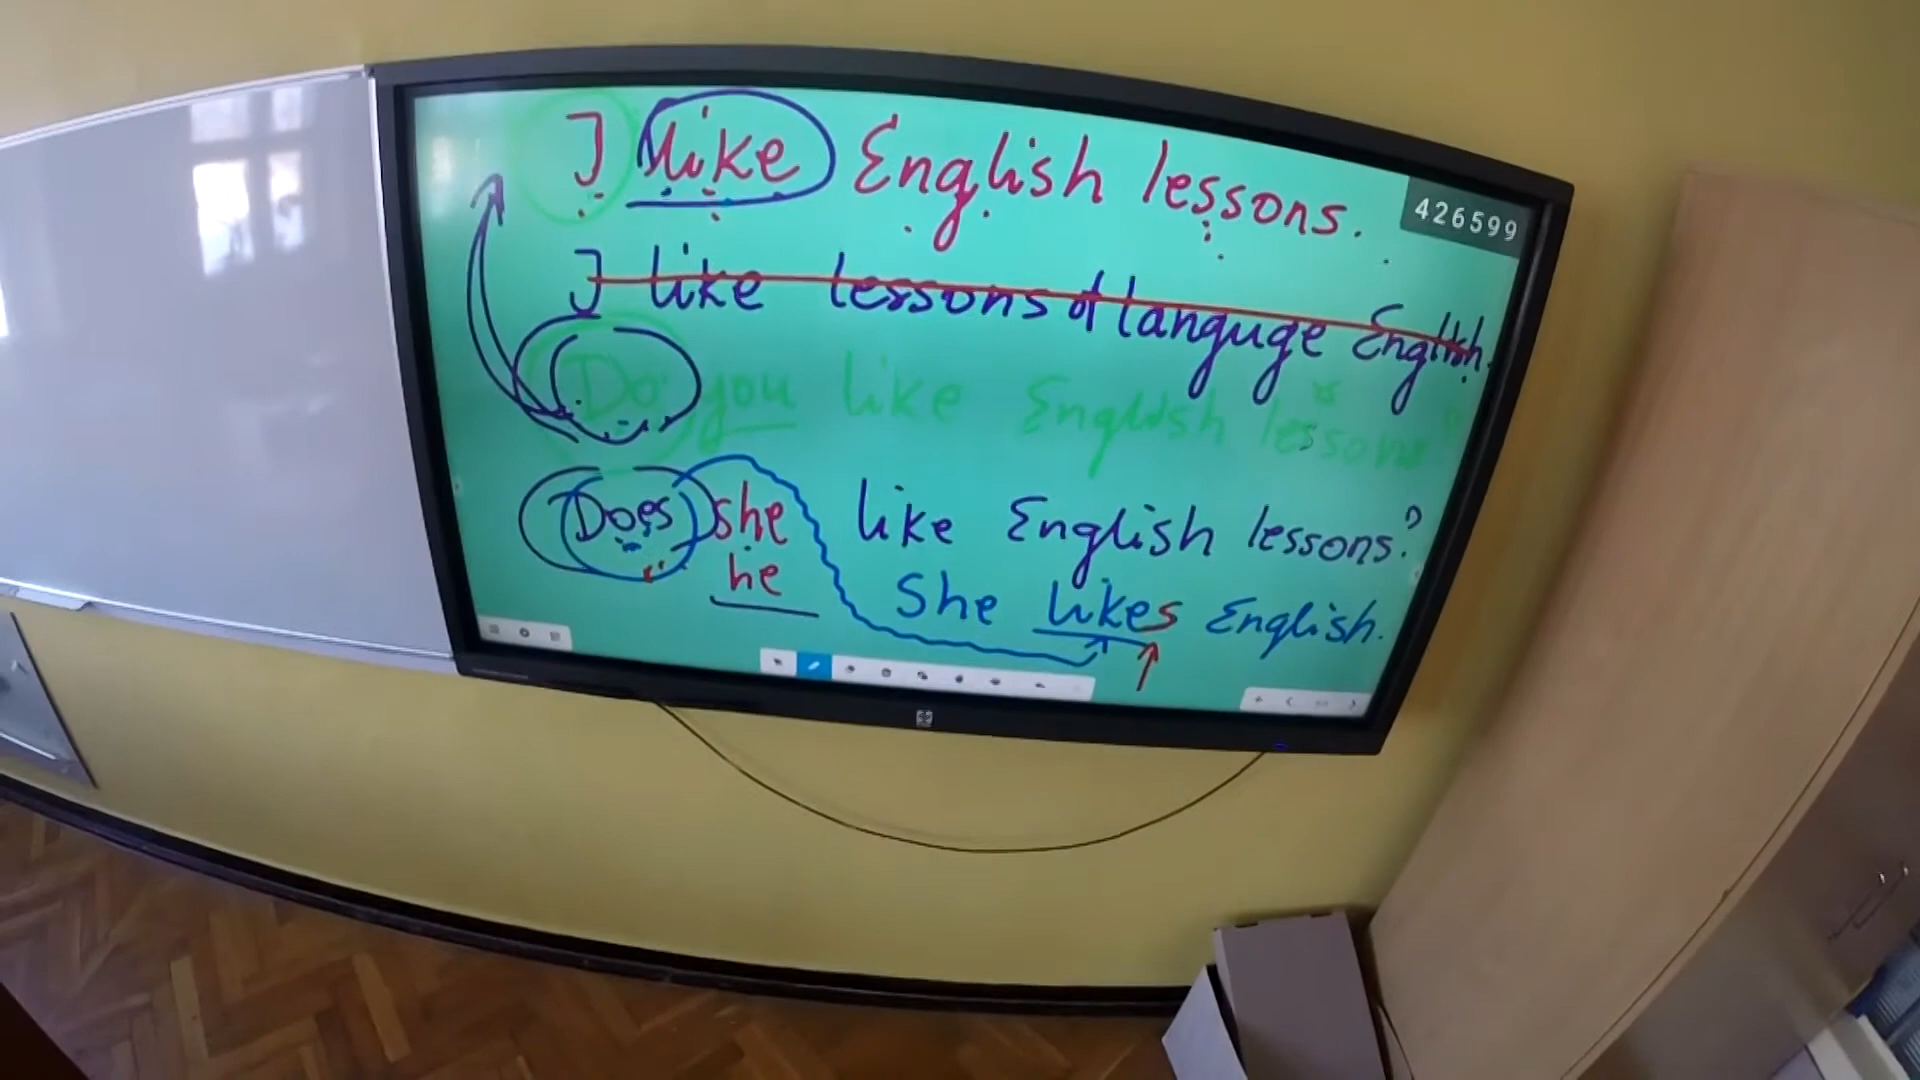 I like English lessons.
426599
I like lessons of languge English.
Do you like English lessons?
Does she like English lessons?
he
She likes English.